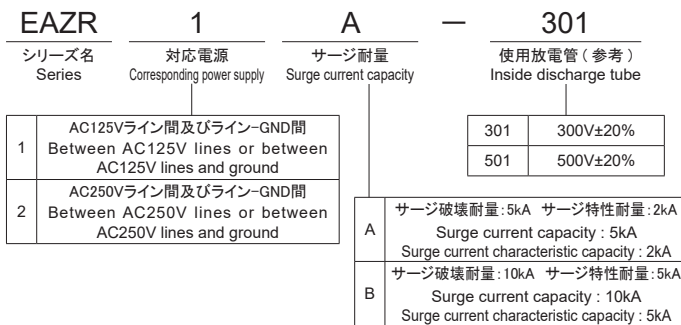 EAZR 1 A － 301
シリーズ名 対応電源 サージ耐量 使用放電管(参考)
Series Corresponding power supply Surge current capacity Inside discharge tube
1 AC125Vライン間及びライン-GND間
Between AC125V lines or between
AC125V lines and ground
2 AC250Vライン間及びライン-GND間
Between AC250V lines or between
AC250V lines and ground
301 300V±20%
501 500V±20%
A サージ破壊耐量:5kA サージ特性耐量:2kA
Surge current capacity : 5kA
Surge current characteristic capacity : 2kA
B サージ破壊耐量:10kA サージ特性耐量:5kA
Surge current capacity : 10kA
Surge current characteristic capacity : 5kA